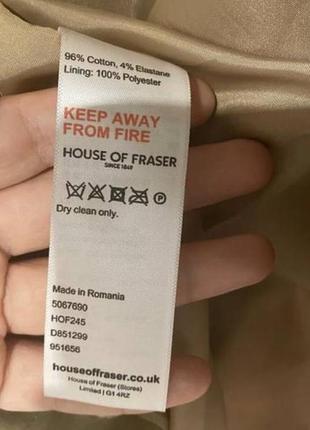 96% Cotton, 4% Elastane
Lining: 100% Polyester
KEEP AWAY
FROM FIRE
HOUSE OF FRASER
SINCE 1849
P
Dry clean only.
Made in Romania
5067690
HOF245
D851299
951656
houseoffraser.co.uk
House of Fraser (Stores)
Limited | G1 4RZ